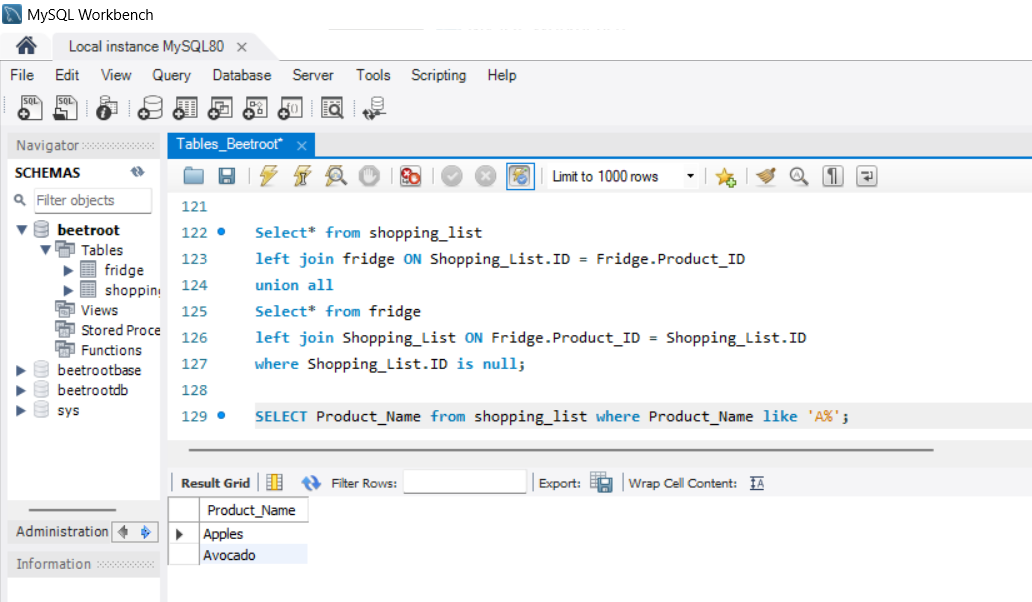 MySQL Workbench
Local instance MySQL80
File Edit View Query Database Server Tools Scripting Help
Navigator
Tables_Beetroot*
SCHEMAS
Limit to 1000 rows
Filter objects
beetroot
Tables
fridge
shopping
Views
Stored Proce
Functions
beetrootbase
beetrootdb
sys
121
122 Select* from shopping_list
123 left join fridge ON Shopping_List.ID = Fridge.Product_ID
124 union all
125 Select* from fridge
126 left join Shopping_List ON Fridge.Product_ID = Shopping_List.ID
127 where Shopping_List.ID is null;
128
129 SELECT Product_Name from shopping_list where Product_Name like 'A%';
Result Grid Filter Rows: Export: Wrap Cell Content:
Product_Name
Apples
Avocado
Administration
Information